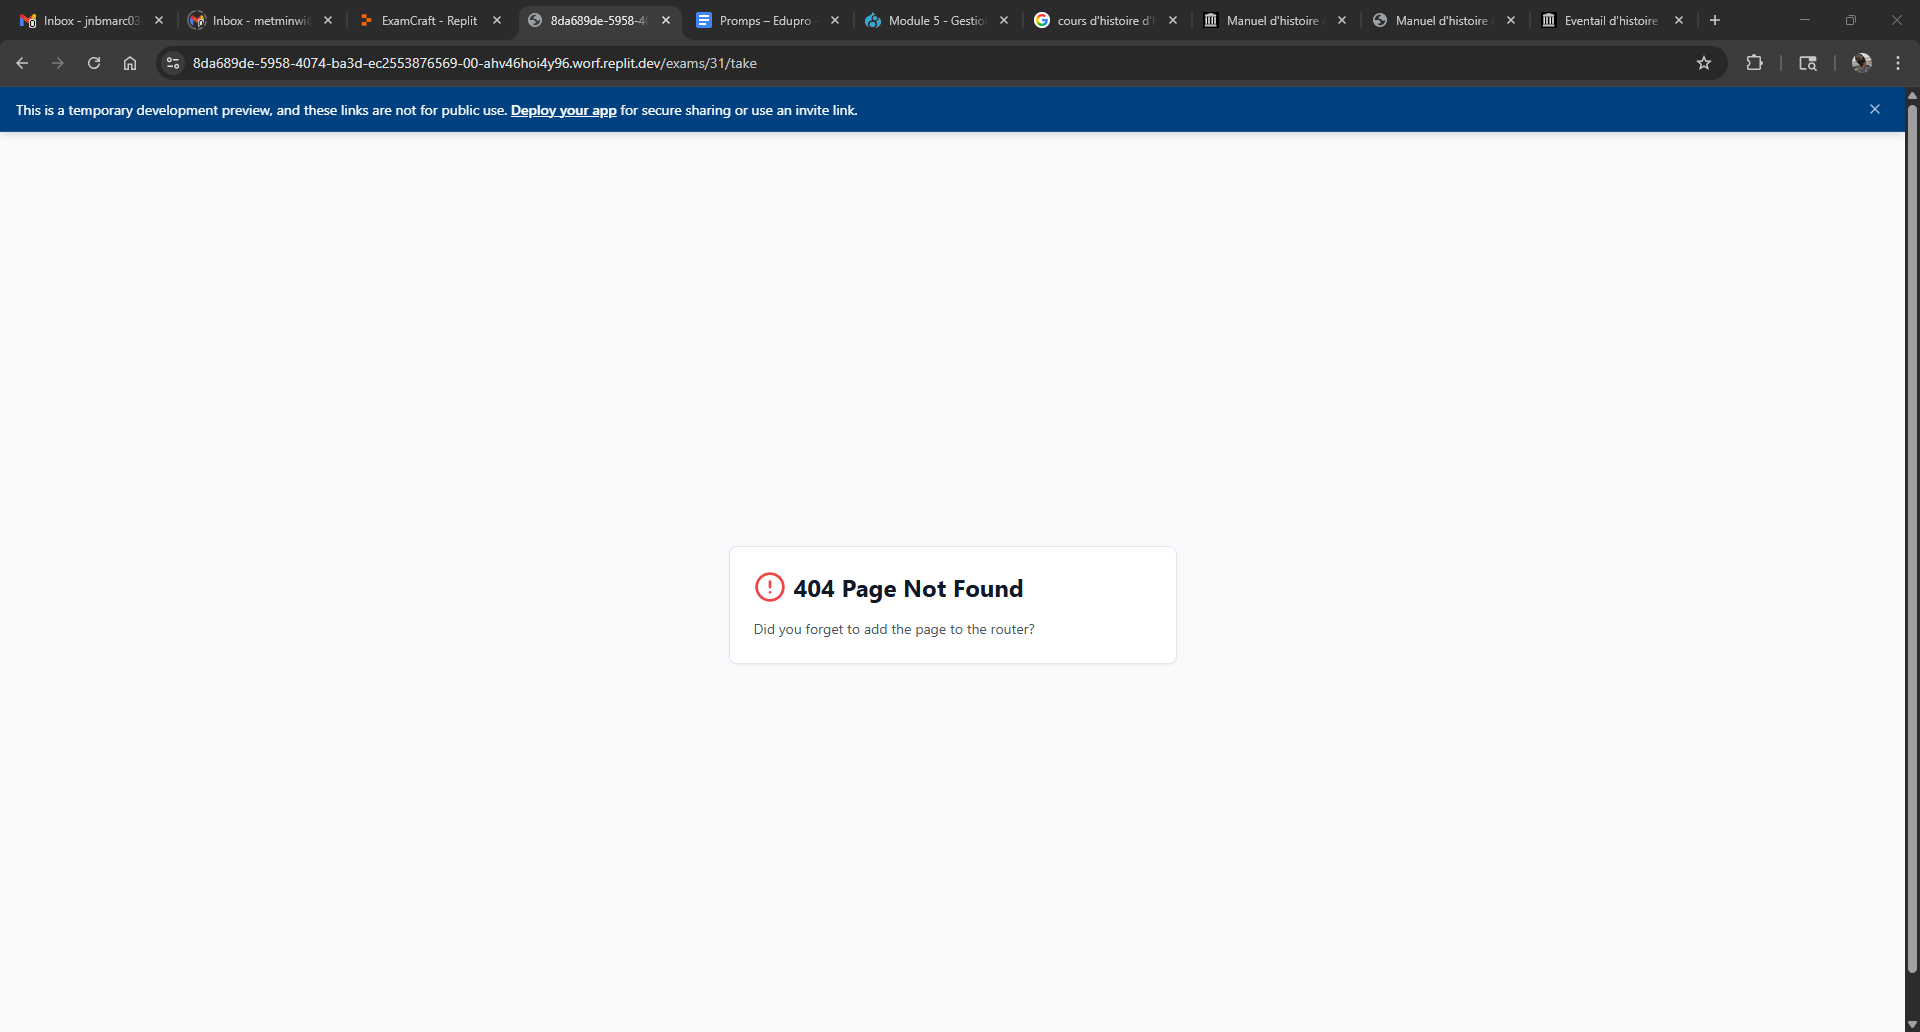 Inbox - jnbmarc03
Inbox - metminwi
ExamCraft - Replit
8da689de-5958-40
Promps – Edupro -
Module 5 - Gestion
cours d'histoire d'
Manuel d'histoire
Manuel d'histoire
Eventail d'histoire
8da689de-5958-4074-ba3d-ec2553876569-00-ahv46hoi4y96.worf.replit.dev/exams/31/take
This is a temporary development preview, and these links are not for public use. Deploy your app for secure sharing or use an invite link.
404 Page Not Found
Did you forget to add the page to the router?